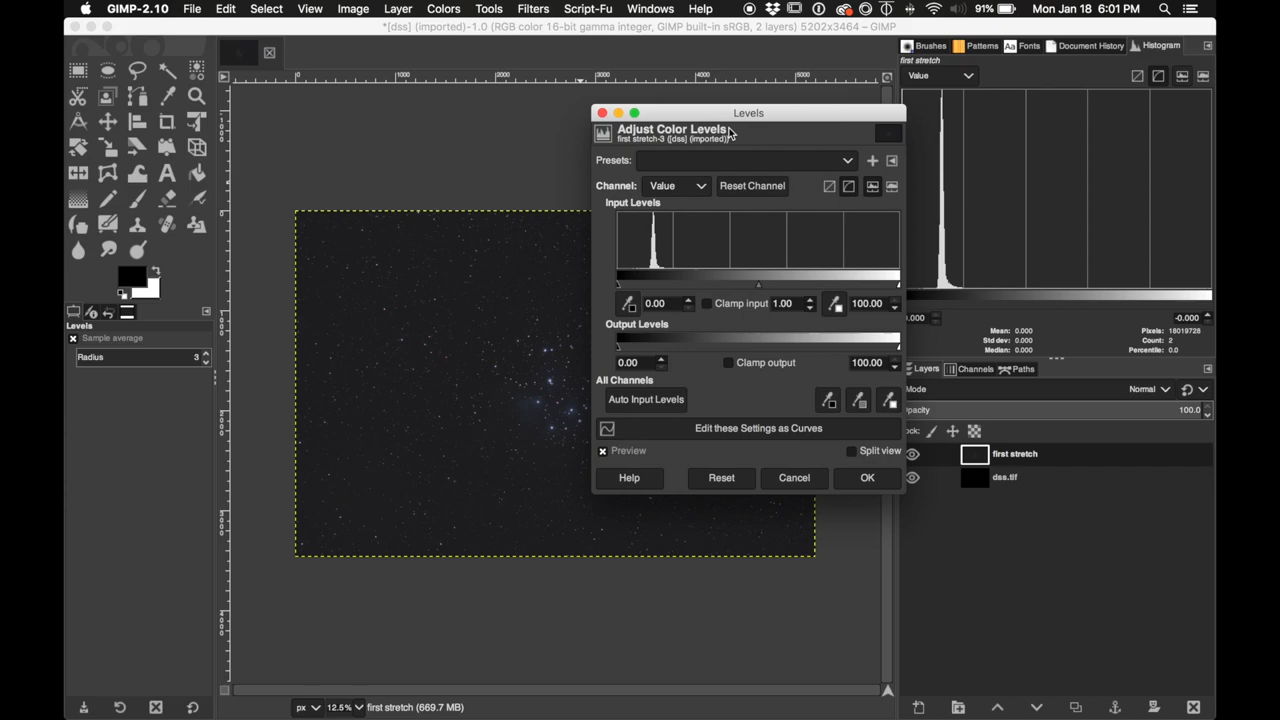 GIMP-2.10 File Edit Select View Image Layer Colors Tools Filters Script-Fu Windows Help 91% Mon Jan 18 6:01 PM
*[dss] (imported)-1.0 (RGB color 16-bit gamma integer, GIMP built-in sRGB, 2 layers) 5202x3464 – GIMP
Brushes Patterns Aa Fonts Document History Histogram
first stretch
Value
0 1000 2000 3000 4000 5000
Levels
Adjust Color Levels
first stretch-3 ([dss] (imported))
Presets:
Channel: Value Reset Channel
Input Levels
0.00 Clamp input 1.00 100.00
Output Levels
0.00 Clamp output 100.00
All Channels
Auto Input Levels
Edit these Settings as Curves
Preview Split view
Help Reset Cancel OK
Levels
Sample average
Radius 3
-0.000
Mean: 0.000 Pixels: 18019728
Std dev: 0.000 Count: 2
Median: 0.000 Percentile: 0.0
Layers Channels Paths
Mode Normal
pacity 100.0
ock:
first stretch
dss.tif
px 12.5% first stretch (669.7 MB)